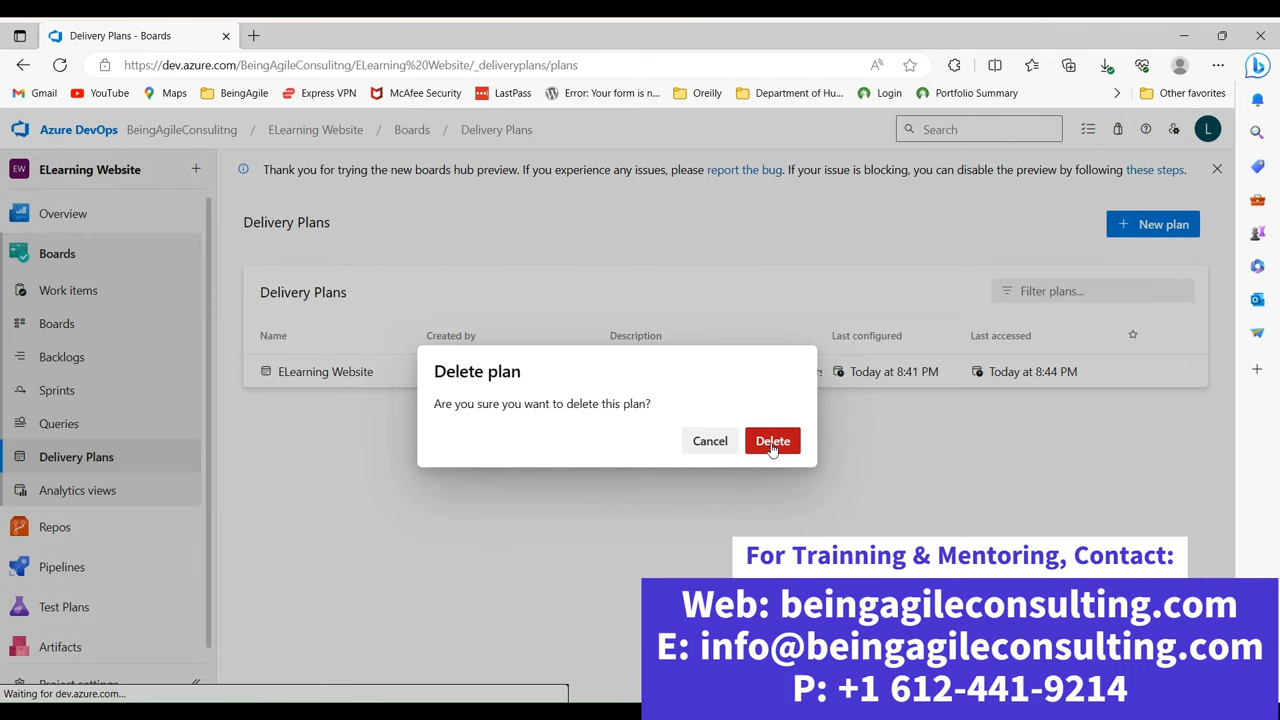 Delivery Plans - Boards
https://dev.azure.com/BeingAgileConsulitng/ELearning%20Website/_deliveryplans/plans
Gmail YouTube Maps BeingAgile Express VPN McAfee Security LastPass Error: Your form is n... Oreilly Department of Hu... Login Portfolio Summary Other favorites
Azure DevOps BeingAgileConsulitng / ELearning Website / Boards / Delivery Plans Search L
EW ELearning Website
Thank you for trying the new boards hub preview. If you experience any issues, please report the bug. If your issue is blocking, you can disable the preview by following these steps.
Overview
Boards
Work items
Boards
Backlogs
Sprints
Queries
Delivery Plans
Analytics views
Repos
Pipelines
Test Plans
Artifacts
Delivery Plans
+ New plan
Delivery Plans
Filter plans...
Name Created by Description Last configured Last accessed
ELearning Website Today at 8:41 PM Today at 8:44 PM
Delete plan
Are you sure you want to delete this plan?
Cancel Delete
For Trainning & Mentoring, Contact:
Web: beingagileconsulting.com
E: info@beingagileconsulting.com
P: +1 612-441-9214
Waiting for dev.azure.com...